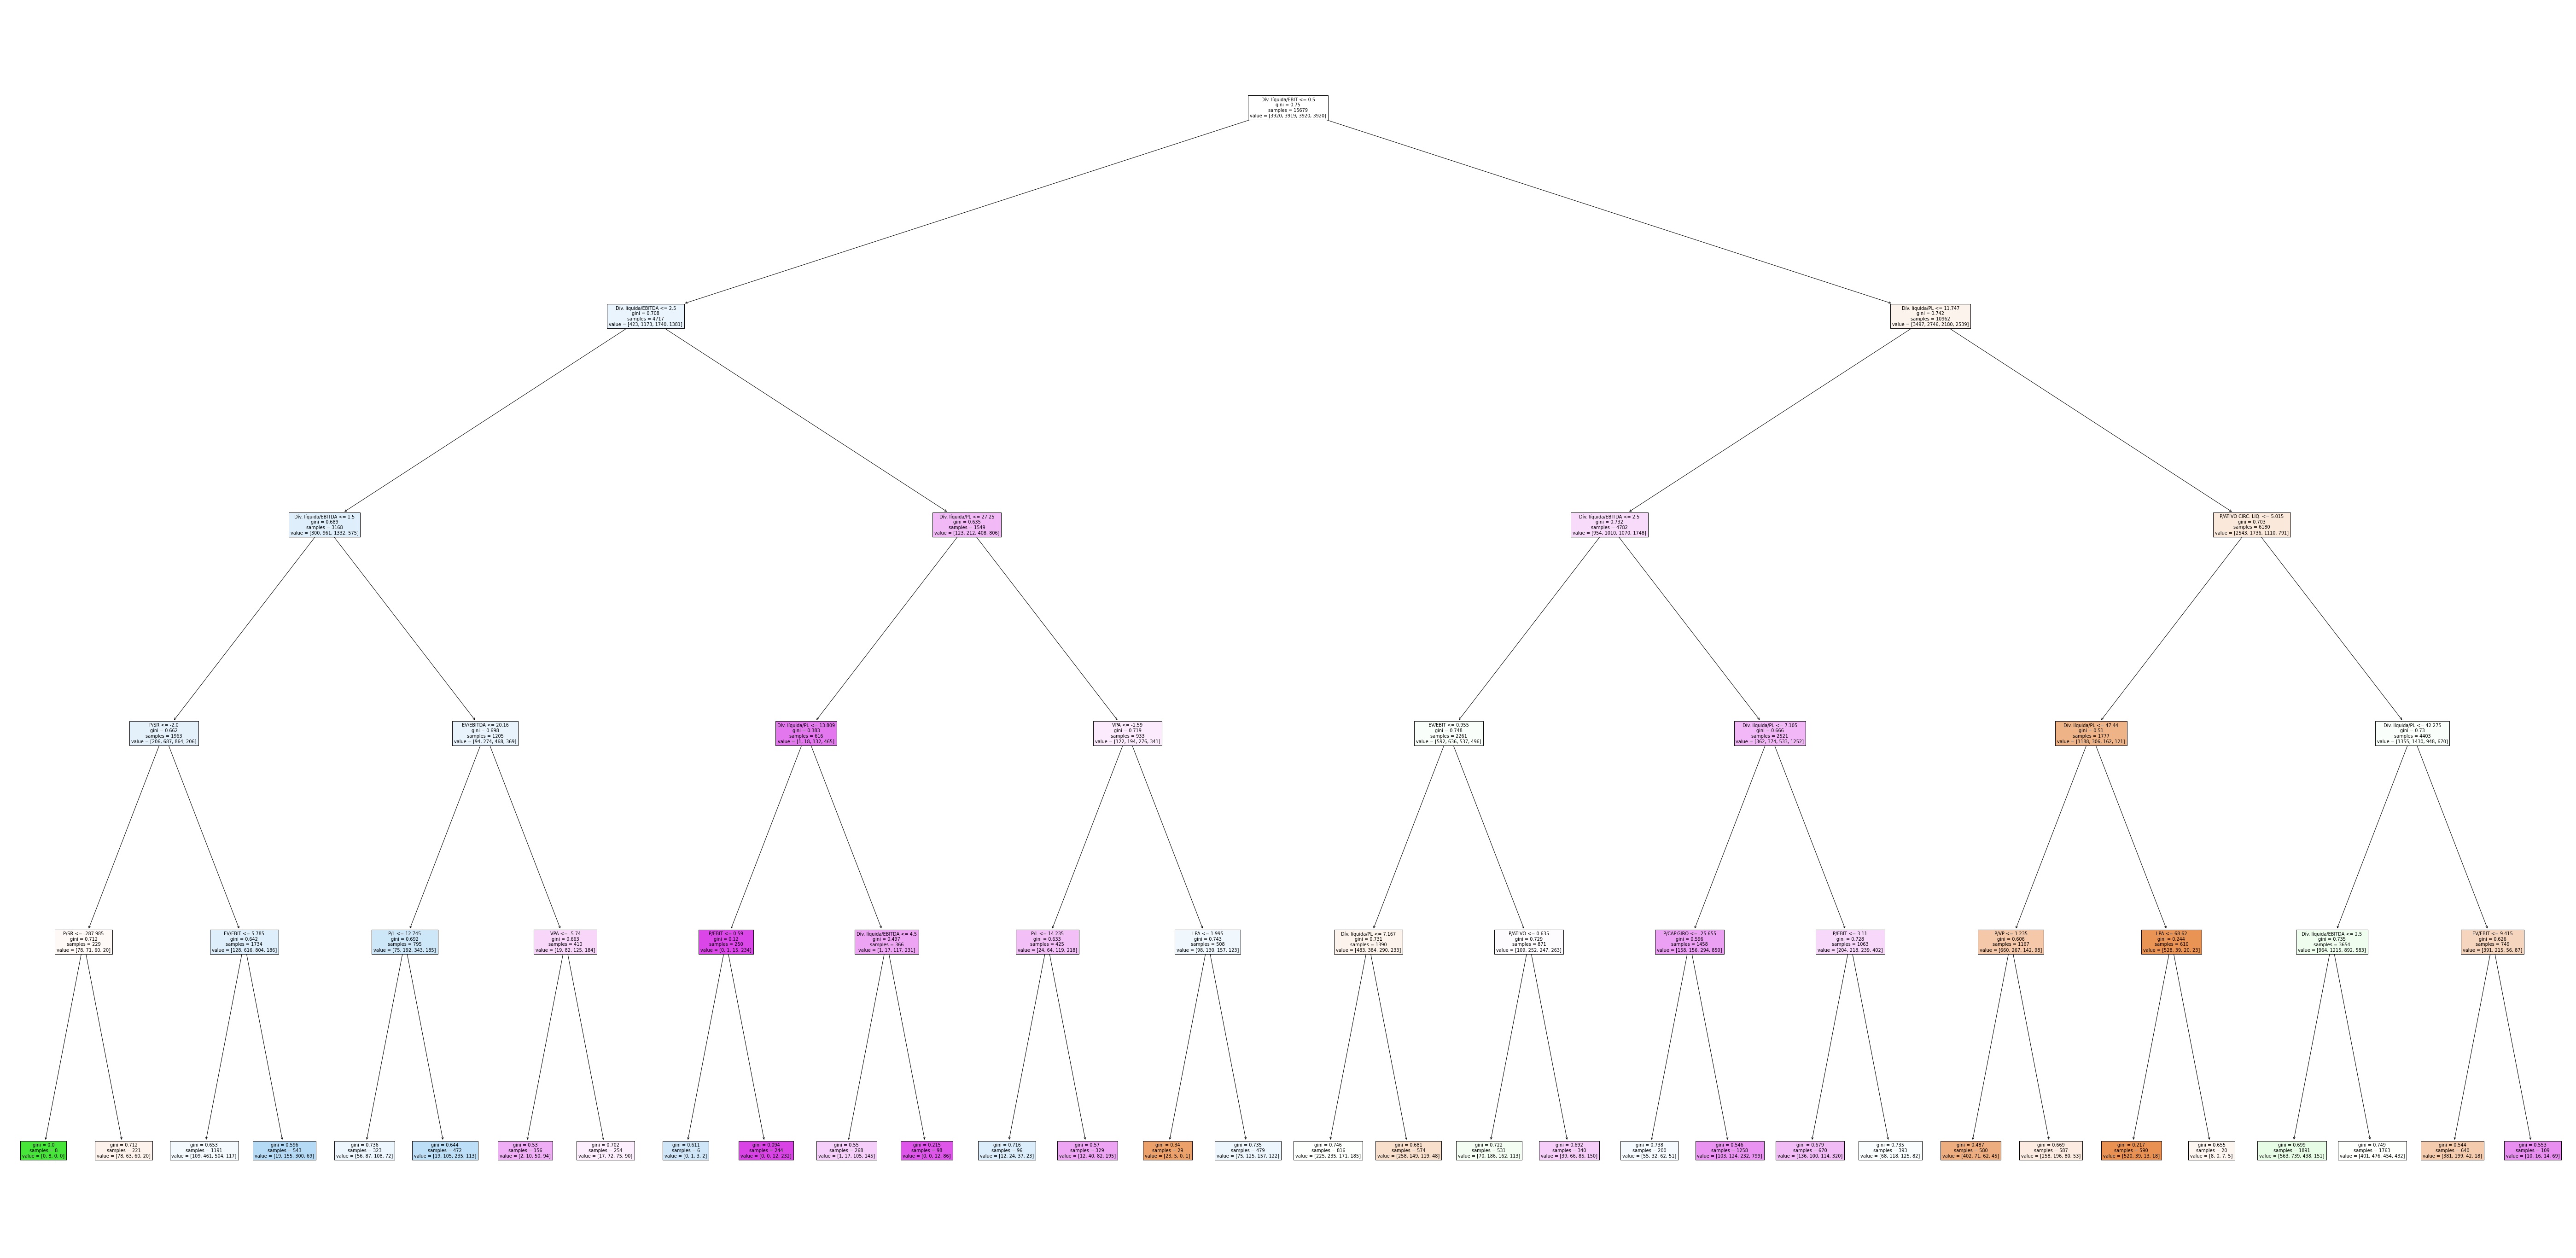 Div. líquida/EBIT <= 0.5
gini = 0.75
samples = 15679
value = [3920, 3919, 3920, 3920]
Div. líquida/EBITDA <= 2.5
gini = 0.708
samples = 4717
value = [423, 1173, 1740, 1381]
Div. líquida/PL <= 11.747
gini = 0.742
samples = 10962
value = [3497, 2746, 2180, 2539]
Div. líquida/EBITDA <= 1.5
gini = 0.689
samples = 3168
value = [300, 961, 1332, 575]
Div. líquida/PL <= 27.25
gini = 0.635
samples = 1549
value = [123, 212, 408, 806]
Div. líquida/EBITDA <= 2.5
gini = 0.732
samples = 4782
value = [954, 1010, 1070, 1748]
P/ATIVO CIRC. LIQ. <= 5.015
gini = 0.703
samples = 6180
value = [2543, 1736, 1110, 791]
P/SR <= -2.0
gini = 0.662
samples = 1963
value = [206, 687, 864, 206]
EV/EBITDA <= 20.16
gini = 0.698
samples = 1205
value = [94, 274, 468, 369]
Div. líquida/PL <= 13.809
gini = 0.383
samples = 616
value = [1, 18, 132, 465]
VPA <= -1.59
gini = 0.719
samples = 933
value = [122, 194, 276, 341]
EV/EBIT <= 0.955
gini = 0.748
samples = 2261
value = [592, 636, 537, 496]
Div. líquida/PL <= 7.105
gini = 0.666
samples = 2521
value = [362, 374, 533, 1252]
Div. líquida/PL <= 47.44
gini = 0.51
samples = 1777
value = [1188, 306, 162, 121]
Div. líquida/PL <= 42.275
gini = 0.73
samples = 4403
value = [1355, 1430, 948, 670]
P/SR <= -287.985
gini = 0.712
samples = 229
value = [78, 71, 60, 20]
EV/EBIT <= 5.785
gini = 0.642
samples = 1734
value = [128, 616, 804, 186]
P/L <= 12.745
gini = 0.692
samples = 795
value = [75, 192, 343, 185]
VPA <= -5.74
gini = 0.663
samples = 410
value = [19, 82, 125, 184]
P/EBIT <= 0.59
gini = 0.12
samples = 250
value = [0, 1, 15, 234]
Div. líquida/EBITDA <= 4.5
gini = 0.497
samples = 366
value = [1, 17, 117, 231]
P/L <= 14.235
gini = 0.633
samples = 425
value = [24, 64, 119, 218]
LPA <= 1.995
gini = 0.743
samples = 508
value = [98, 130, 157, 123]
Div. líquida/PL <= 7.167
gini = 0.731
samples = 1390
value = [483, 384, 290, 233]
P/ATIVO <= 0.635
gini = 0.729
samples = 871
value = [109, 252, 247, 263]
P/CAP.GIRO <= -25.655
gini = 0.596
samples = 1458
value = [158, 156, 294, 850]
P/EBIT <= 3.11
gini = 0.728
samples = 1063
value = [204, 218, 239, 402]
P/VP <= 1.235
gini = 0.606
samples = 1167
value = [660, 267, 142, 98]
LPA <= 68.62
gini = 0.244
samples = 610
value = [528, 39, 20, 23]
Div. líquida/EBITDA <= 2.5
gini = 0.735
samples = 3654
value = [964, 1215, 892, 583]
EV/EBIT <= 9.415
gini = 0.626
samples = 749
value = [391, 215, 56, 87]
gini = 0.0
samples = 8
value = [0, 8, 0, 0]
gini = 0.712
samples = 221
value = [78, 63, 60, 20]
gini = 0.653
samples = 1191
value = [109, 461, 504, 117]
gini = 0.596
samples = 543
value = [19, 155, 300, 69]
gini = 0.736
samples = 323
value = [56, 87, 108, 72]
gini = 0.644
samples = 472
value = [19, 105, 235, 113]
gini = 0.53
samples = 156
value = [2, 10, 50, 94]
gini = 0.702
samples = 254
value = [17, 72, 75, 90]
gini = 0.611
samples = 6
value = [0, 1, 3, 2]
gini = 0.094
samples = 244
value = [0, 0, 12, 232]
gini = 0.55
samples = 268
value = [1, 17, 105, 145]
gini = 0.215
samples = 98
value = [0, 0, 12, 86]
gini = 0.716
samples = 96
value = [12, 24, 37, 23]
gini = 0.57
samples = 329
value = [12, 40, 82, 195]
gini = 0.34
samples = 29
value = [23, 5, 0, 1]
gini = 0.735
samples = 479
value = [75, 125, 157, 122]
gini = 0.746
samples = 816
value = [225, 235, 171, 185]
gini = 0.681
samples = 574
value = [258, 149, 119, 48]
gini = 0.722
samples = 531
value = [70, 186, 162, 113]
gini = 0.692
samples = 340
value = [39, 66, 85, 150]
gini = 0.738
samples = 200
value = [55, 32, 62, 51]
gini = 0.546
samples = 1258
value = [103, 124, 232, 799]
gini = 0.679
samples = 670
value = [136, 100, 114, 320]
gini = 0.735
samples = 393
value = [68, 118, 125, 82]
gini = 0.487
samples = 580
value = [402, 71, 62, 45]
gini = 0.669
samples = 587
value = [258, 196, 80, 53]
gini = 0.217
samples = 590
value = [520, 39, 13, 18]
gini = 0.655
samples = 20
value = [8, 0, 7, 5]
gini = 0.699
samples = 1891
value = [563, 739, 438, 151]
gini = 0.749
samples = 1763
value = [401, 476, 454, 432]
gini = 0.544
samples = 640
value = [381, 199, 42, 18]
gini = 0.553
samples = 109
value = [10, 16, 14, 69]